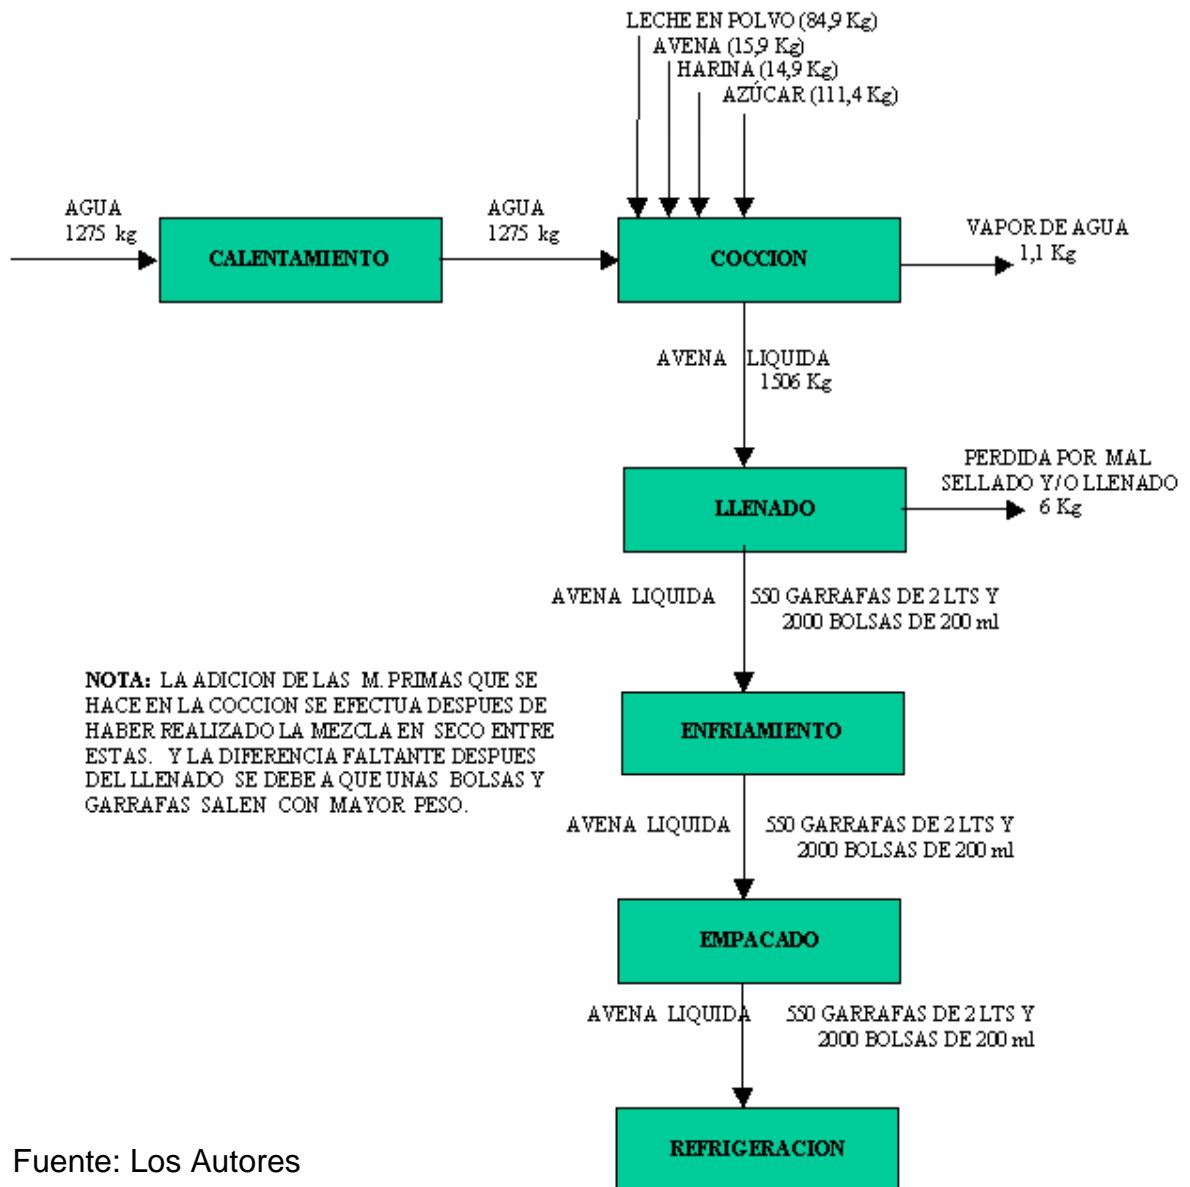 LECHE EN POLVO (84,9 Kg)
AVENA (15,9 Kg)
HARINA (14,9 Kg)
AZÚCAR (111,4 Kg)
AGUA
1275 kg
CALENTAMIENTO
AGUA
1275 kg
COCCION
VAPOR DE AGUA
1,1 Kg
AVENA LIQUIDA
1506 Kg
LLENADO
PERDIDA POR MAL
SELLADO Y/O LLENADO
6 Kg
AVENA LIQUIDA 550 GARRAFAS DE 2 LTS Y
2000 BOLSAS DE 200 ml
NOTA: LA ADICION DE LAS M. PRIMAS QUE SE
HACE EN LA COCCION SE EFECTUA DESPUES DE
HABER REALIZADO LA MEZCLA EN SECO ENTRE
ESTAS. Y LA DIFERENCIA FALTANTE DESPUES
DEL LLENADO SE DEBE A QUE UNAS BOLSAS Y
GARRAFAS SALEN CON MAYOR PESO.
ENFRIAMIENTO
AVENA LIQUIDA 550 GARRAFAS DE 2 LTS Y
2000 BOLSAS DE 200 ml
EMPACADO
AVENA LIQUIDA 550 GARRAFAS DE 2 LTS Y
2000 BOLSAS DE 200 ml
REFRIGERACION
Fuente: Los Autores